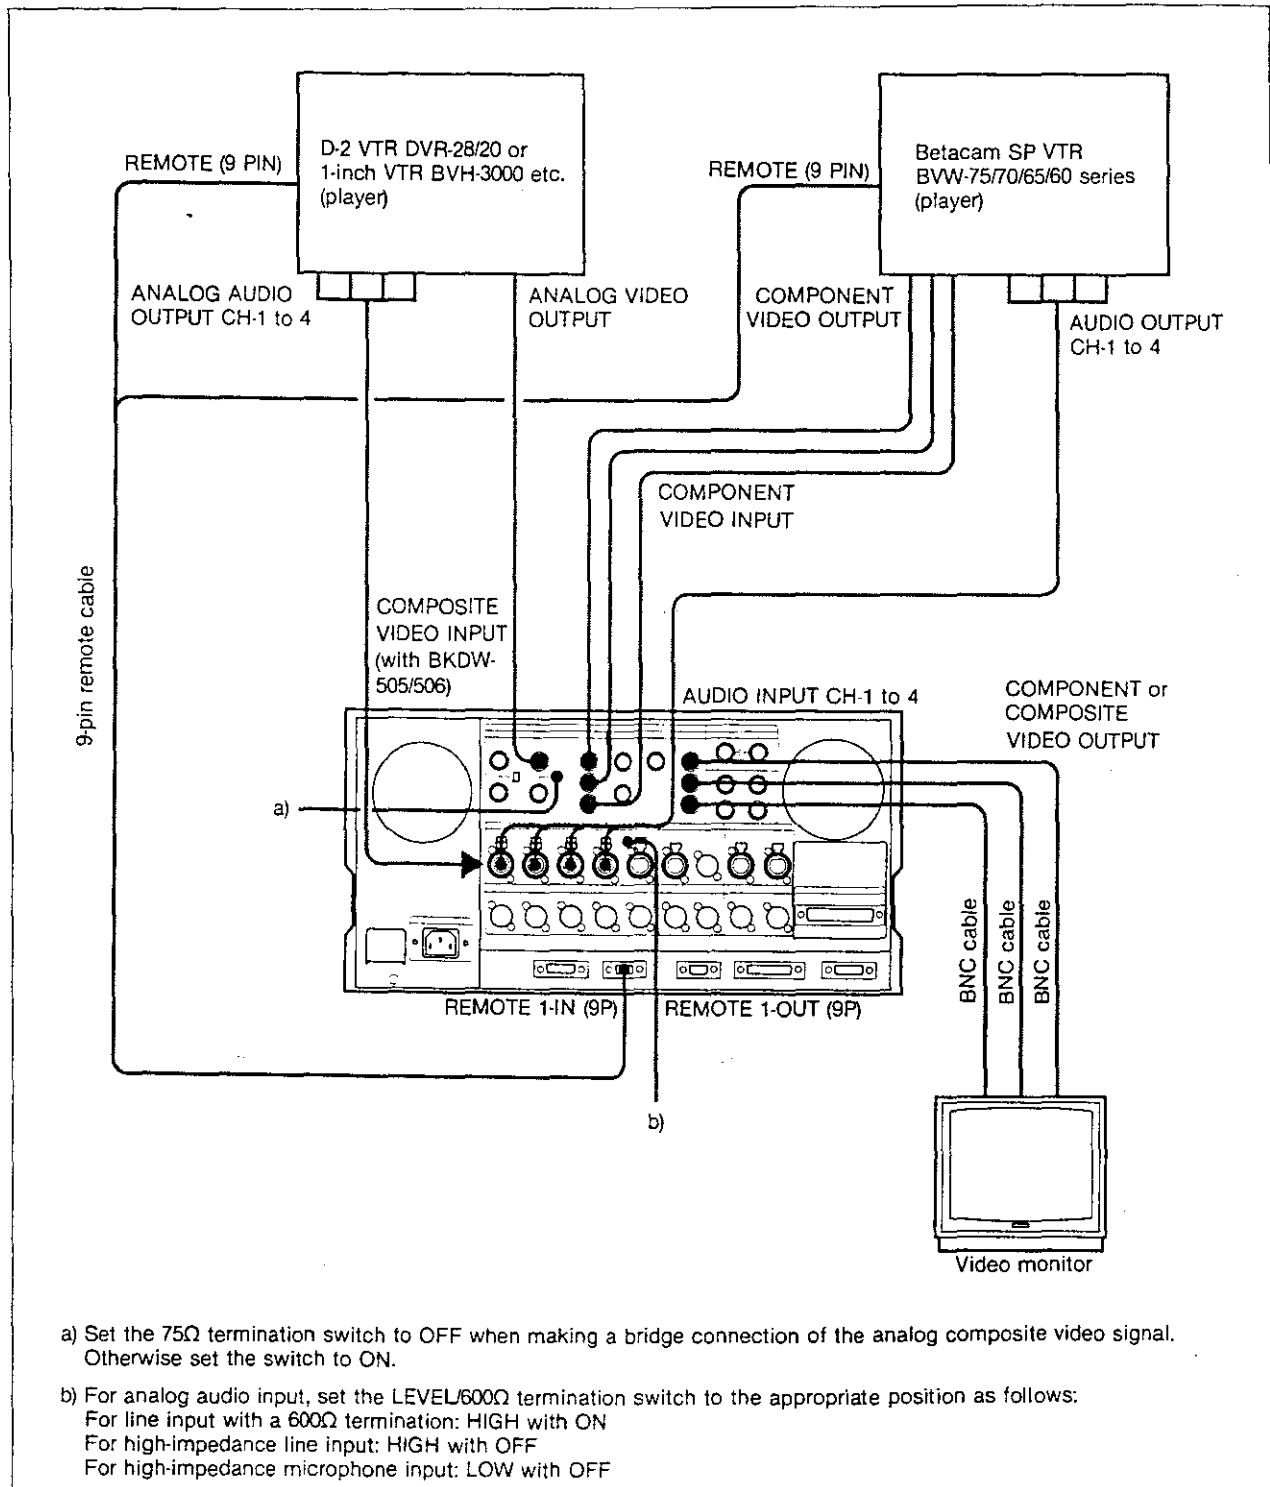 REMOTE (9 PIN)
D-2 VTR DVR-28/20 or
1-inch VTR BVH-3000 etc.
(player)
REMOTE (9 PIN)
Betacam SP VTR
BVW-75/70/65/60 series
(player)
ANALOG AUDIO
OUTPUT CH-1 to 4
ANALOG VIDEO
OUTPUT
COMPONENT
VIDEO OUTPUT
AUDIO OUTPUT
CH-1 to 4
COMPONENT
VIDEO INPUT
9-pin remote cable
COMPOSITE
VIDEO INPUT
(with BKDW-
505/506)
AUDIO INPUT CH-1 to 4
COMPONENT or
COMPOSITE
VIDEO OUTPUT
a)
BNC cable
BNC cable
BNC cable
REMOTE 1-IN (9P)
REMOTE 1-OUT (9P)
b)
Video monitor
a) Set the 75Ω termination switch to OFF when making a bridge connection of the analog composite video signal.
Otherwise set the switch to ON.
b) For analog audio input, set the LEVEL/600Ω termination switch to the appropriate position as follows:
For line input with a 600Ω termination: HIGH with ON
For high-impedance line input: HIGH with OFF
For high-impedance microphone input: LOW with OFF